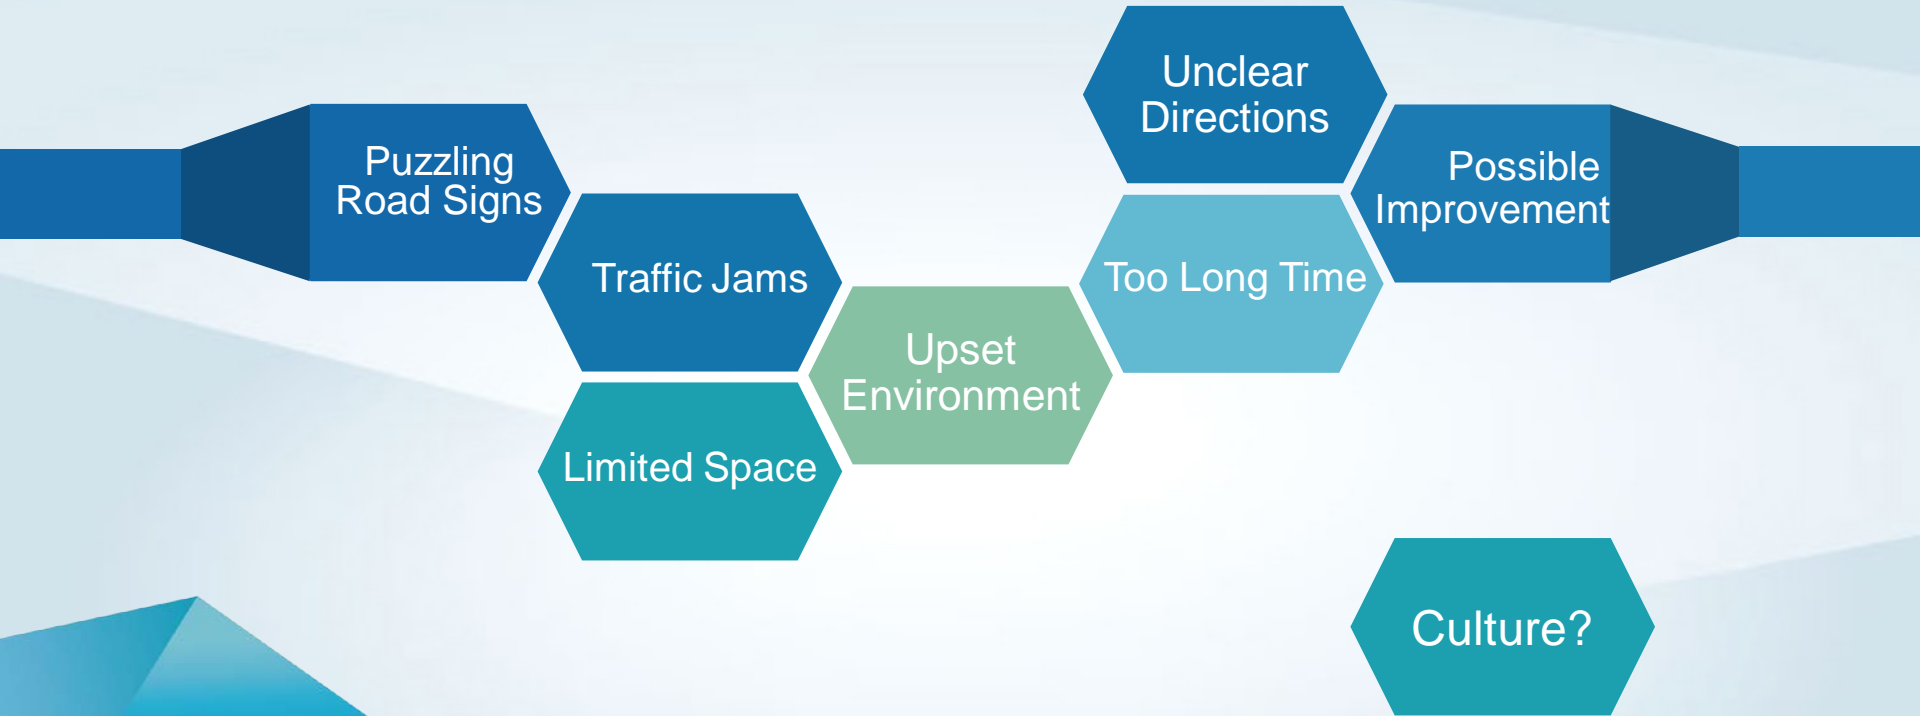 Puzzling
Road Signs
Traffic Jams
Limited Space
Upset
Environment
Unclear
Directions
Too Long Time
Possible
Improvement
Culture?